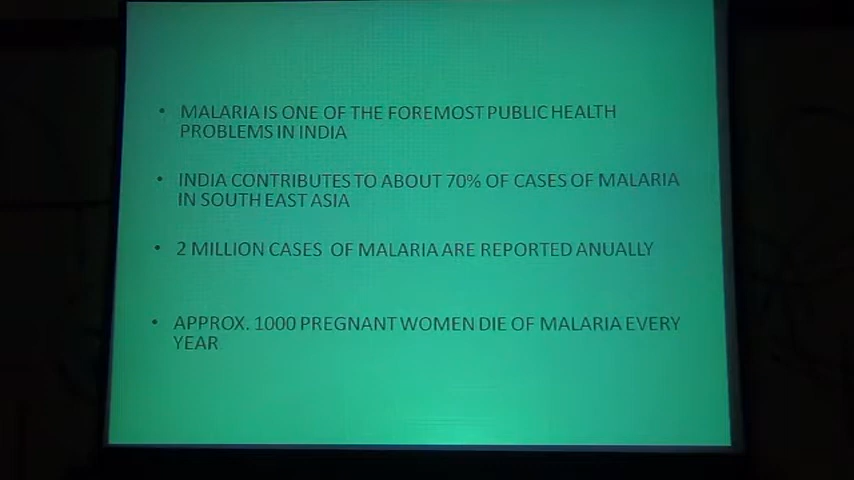 • MALARIA IS ONE OF THE FOREMOST PUBLIC HEALTH
PROBLEMS IN INDIA
• INDIA CONTRIBUTES TO ABOUT 70% OF CASES OF MALARIA
IN SOUTH EAST ASIA
• 2 MILLION CASES OF MALARIA ARE REPORTED ANUALLY
• APPROX. 1000 PREGNANT WOMEN DIE OF MALARIA EVERY
YEAR